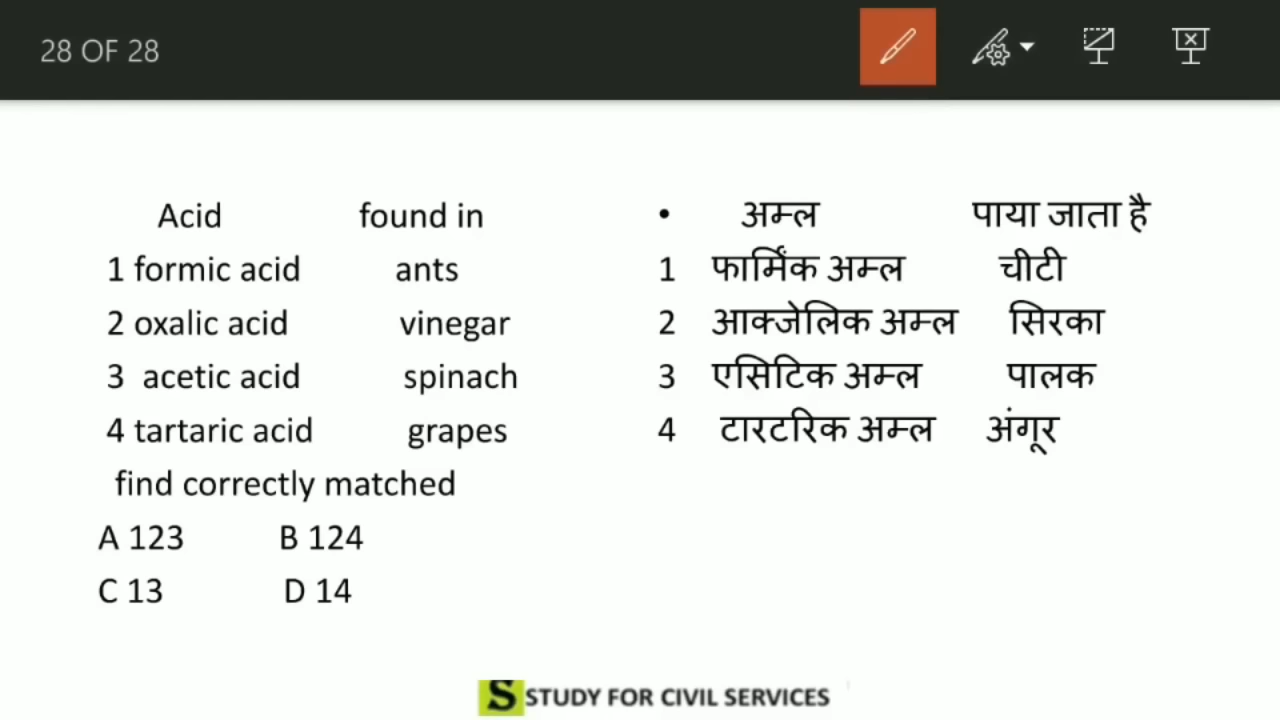 28 OF 28
Acid found in
1 formic acid ants
2 oxalic acid vinegar
3 acetic acid spinach
4 tartaric acid grapes
find correctly matched
A 123 B 124
C 13 D 14
• अम्ल पाया जाता है
1 फार्मिंक अम्ल चीटी
2 आक्जेलिक अम्ल सिरका
3 एसिटिक अम्ल पालक
4 टारटरिक अम्ल अंगूर
S STUDY FOR CIVIL SERVICES